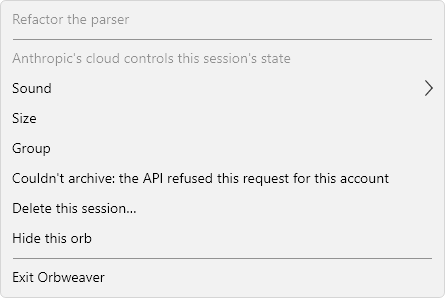 Refactor the parser
Anthropic's cloud controls this session's state
Sound
Size
Group
Couldn't archive: the API refused this request for this account
Delete this session...
Hide this orb
Exit Orbweaver